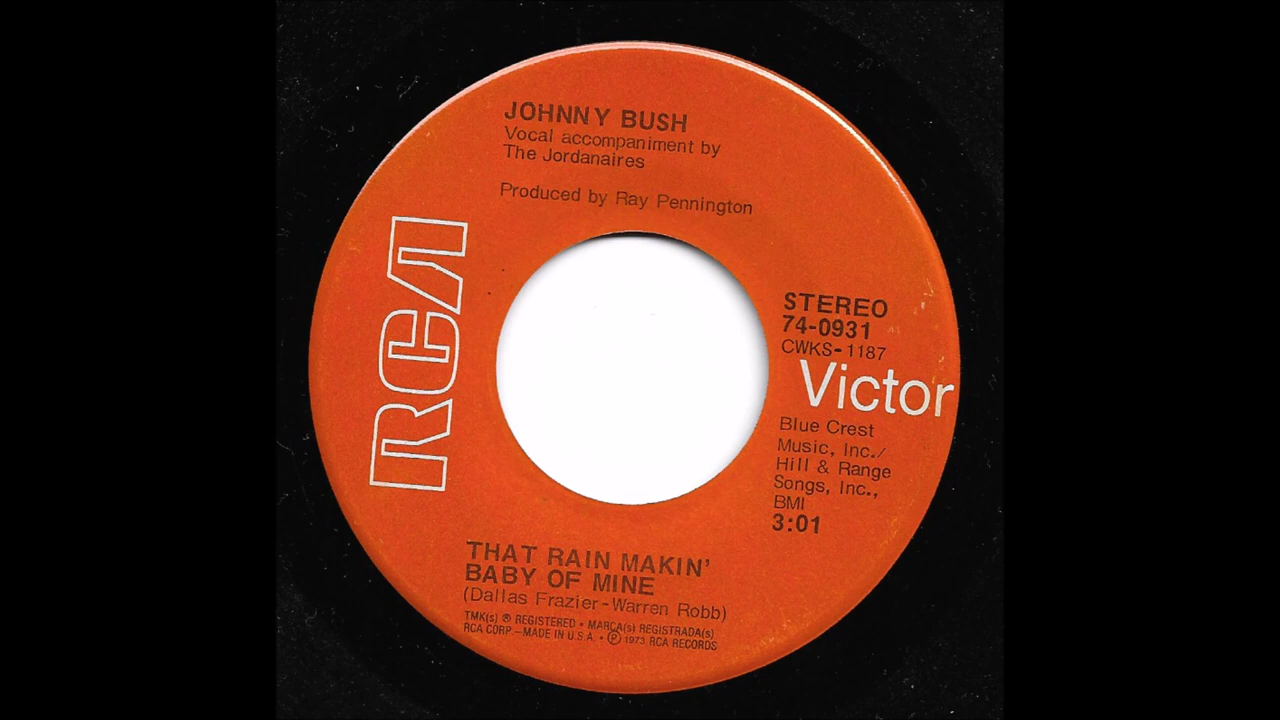 JOHNNY BUSH
Vocal accompaniment by
The Jordanaires
Produced by Ray Pennington
RCA
STEREO
74-0931
CWKS-1187
Victor
Blue Crest
Music, Inc./
Hill & Range
Songs, Inc.,
BMI
3:01
THAT RAIN MAKIN'
BABY OF MINE
(Dallas Frazier-Warren Robb)
TMK(s) ® REGISTERED • MARCA(s) REGISTRADA(s)
RCA CORP.—MADE IN U.S.A. • ℗ 1973 RCA RECORDS